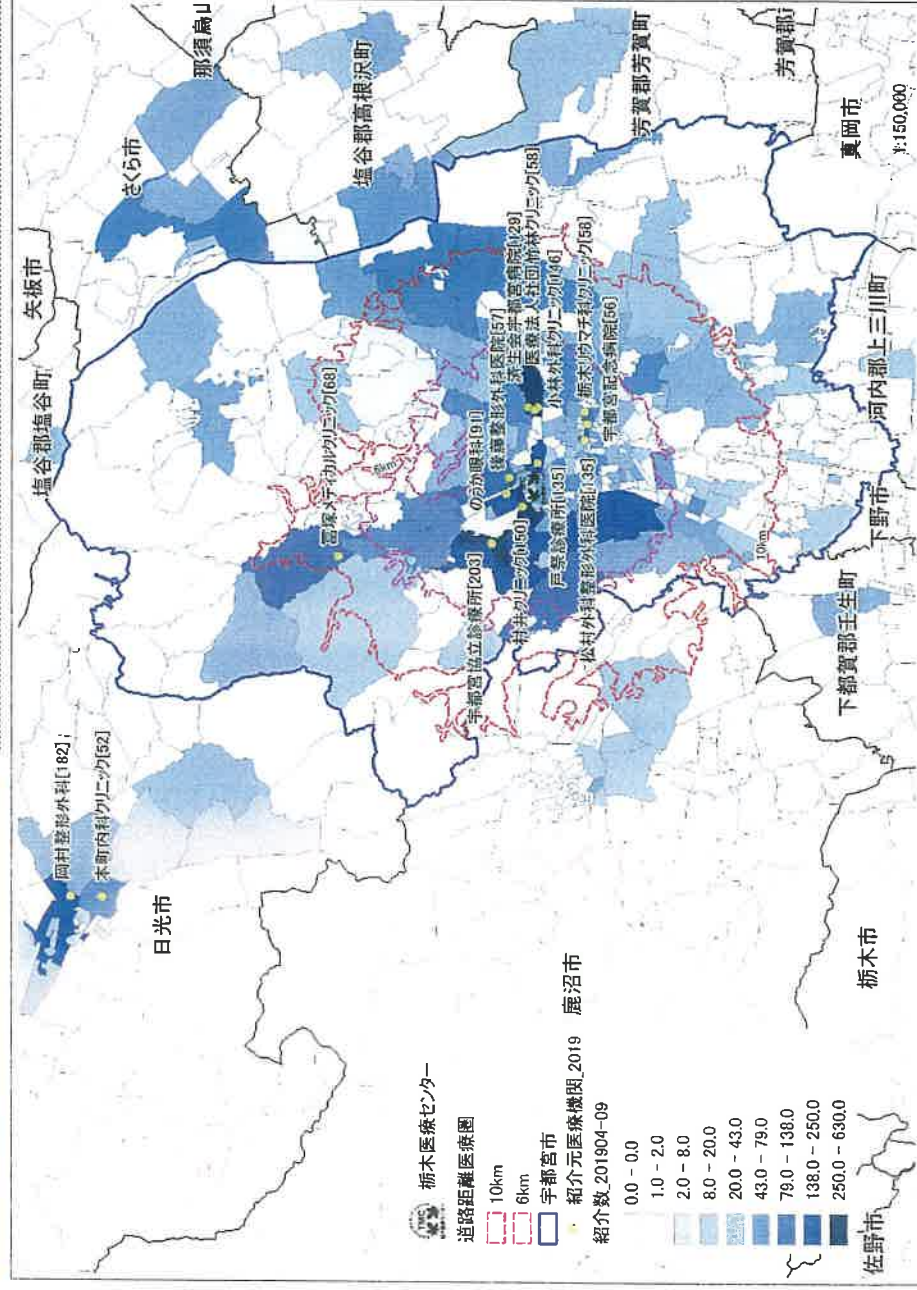 矢板市
塩谷郡塩谷町
那須烏山
さくら市
塩谷郡高根沢町
芳賀郡芳賀町
芳賀郡
真岡市
1:150,000
河内郡上三川町
下野市
下都賀郡壬生町
栃木市
佐野市
鹿沼市
日光市
岡村整形外科[182]
本町内科クリニック[52]
冨塚メディカルクリニック[68]
6km
のうか眼科[91]
後藤整形外科医院[57]
済生会宇都宮病院[129]
医療法人社団柏林クリニック[58]
小林外科クリニック[146]
栃木リウマチ科クリニック[58]
宇都宮記念病院[56]
宇都宮協立診療所[203]
村井クリニック[150]
戸祭診療所[135]
松村外科整形外科医院[135]
10km
栃木医療センター
道路距離医療圏
10km
6km
宇都宮市
紹介元医療機関_2019
紹介数_201904-09
0.0 - 0.0
1.0 - 2.0
2.0 - 8.0
8.0 - 20.0
20.0 - 43.0
43.0 - 79.0
79.0 - 138.0
138.0 - 250.0
250.0 - 630.0